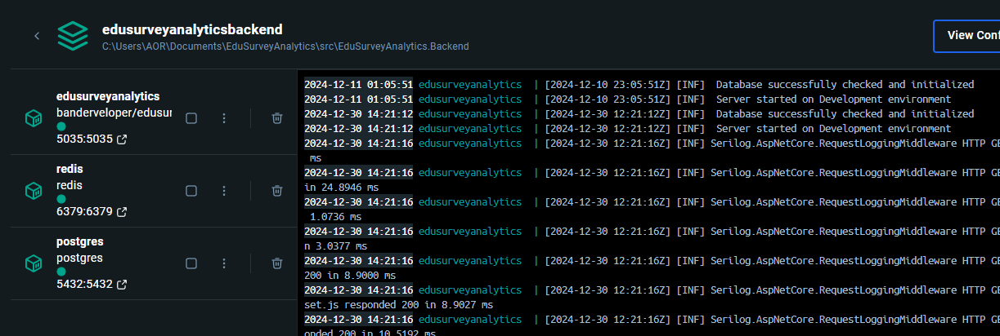 edusurveyanalyticsbackend
C:\Users\AOR\Documents\EduSurveyAnalytics\src\EduSurveyAnalytics.Backend
View Conf
edusurveyanalytics
banderveloper/edusur
5035:5035
redis
redis
6379:6379
postgres
postgres
5432:5432
2024-12-11 01:05:51 edusurveyanalytics | [2024-12-10 23:05:51Z] [INF] Database successfully checked and initialized
2024-12-11 01:05:51 edusurveyanalytics | [2024-12-10 23:05:51Z] [INF] Server started on Development environment
2024-12-30 14:21:12 edusurveyanalytics | [2024-12-30 12:21:12Z] [INF] Database successfully checked and initialized
2024-12-30 14:21:12 edusurveyanalytics | [2024-12-30 12:21:12Z] [INF] Server started on Development environment
2024-12-30 14:21:16 edusurveyanalytics | [2024-12-30 12:21:16Z] [INF] Serilog.AspNetCore.RequestLoggingMiddleware HTTP GE
ms
2024-12-30 14:21:16 edusurveyanalytics | [2024-12-30 12:21:16Z] [INF] Serilog.AspNetCore.RequestLoggingMiddleware HTTP GE
in 24.8946 ms
2024-12-30 14:21:16 edusurveyanalytics | [2024-12-30 12:21:16Z] [INF] Serilog.AspNetCore.RequestLoggingMiddleware HTTP GE
1.0736 ms
2024-12-30 14:21:16 edusurveyanalytics | [2024-12-30 12:21:16Z] [INF] Serilog.AspNetCore.RequestLoggingMiddleware HTTP GE
n 3.0377 ms
2024-12-30 14:21:16 edusurveyanalytics | [2024-12-30 12:21:16Z] [INF] Serilog.AspNetCore.RequestLoggingMiddleware HTTP GE
200 in 8.9000 ms
2024-12-30 14:21:16 edusurveyanalytics | [2024-12-30 12:21:16Z] [INF] Serilog.AspNetCore.RequestLoggingMiddleware HTTP GE
set.js responded 200 in 8.9027 ms
2024-12-30 14:21:16 edusurveyanalytics | [2024-12-30 12:21:16Z] [INF] Serilog.AspNetCore.RequestLoggingMiddleware HTTP GE
onded 200 in 10.5192 ms